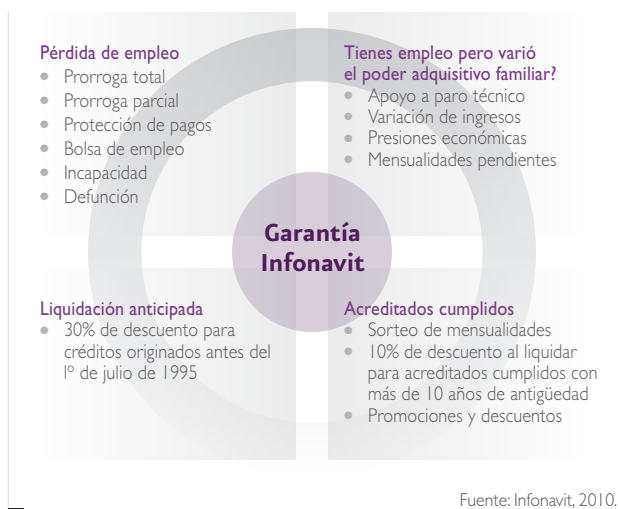 Pérdida de empleo
• Prorroga total
• Prorroga parcial
• Protección de pagos
• Bolsa de empleo
• Incapacidad
• Defunción
Tienes empleo pero varió
el poder adquisitivo familiar?
• Apoyo a paro técnico
• Variación de ingresos
• Presiones económicas
• Mensualidades pendientes
Garantía
Infonavit
Liquidación anticipada
• 30% de descuento para
créditos originados antes del
1º de julio de 1995
Acreditados cumplidos
• Sorteo de mensualidades
• 10% de descuento al liquidar
para acreditados cumplidos con
más de 10 años de antigüedad
• Promociones y descuentos
Fuente: Infonavit, 2010.